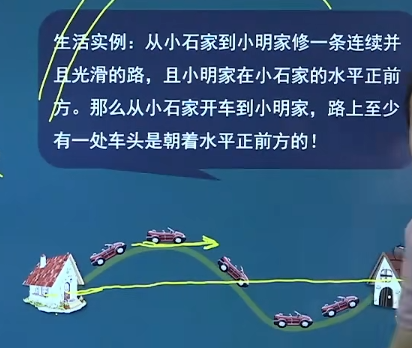 生活实例：从小石家到小明家修一条连续并
且光滑的路，且小明家在小石家的水平正前
方。那么从小石家开车到小明家，路上至少
有一处车头是朝着水平正前方的！